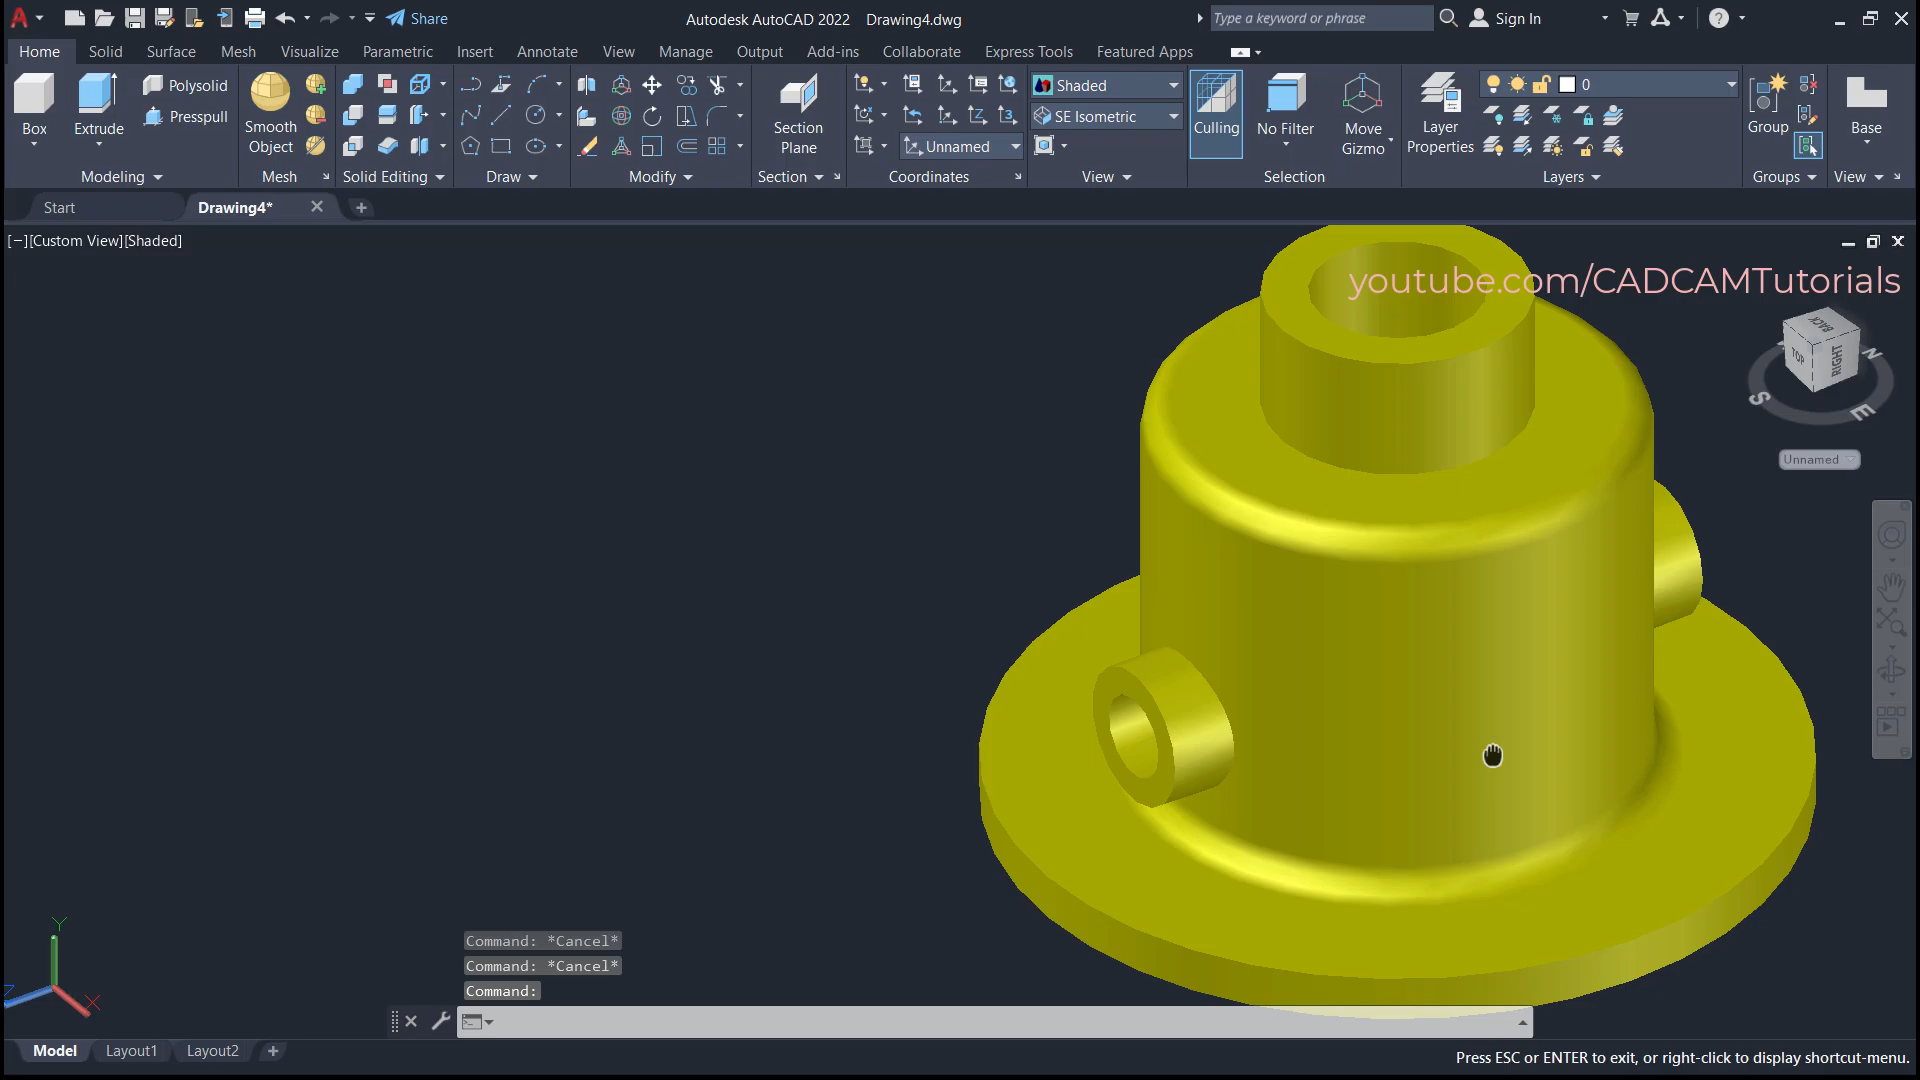 Share
Autodesk AutoCAD 2022 Drawing4.dwg
Type a keyword or phrase
Sign In
Home Solid Surface Mesh Visualize Parametric Insert Annotate View Manage Output Add-ins Collaborate Express Tools Featured Apps
Box
Extrude
Polysolid
Presspull
Smooth Object
Section Plane
Unnamed
Shaded
SE Isometric
Culling
No Filter
Move Gizmo
Layer Properties
0
Group
Base
Modeling Mesh Solid Editing Draw Modify Section Coordinates View Selection Layers Groups View
Start Drawing4*
[−][Custom View][Shaded]
youtube.com/CADCAMTutorials
BACK
TOP
RIGHT
N
S
E
Unnamed
Y
Z
X
Command: *Cancel*
Command: *Cancel*
Command:
Model Layout1 Layout2
Press ESC or ENTER to exit, or right-click to display shortcut-menu.